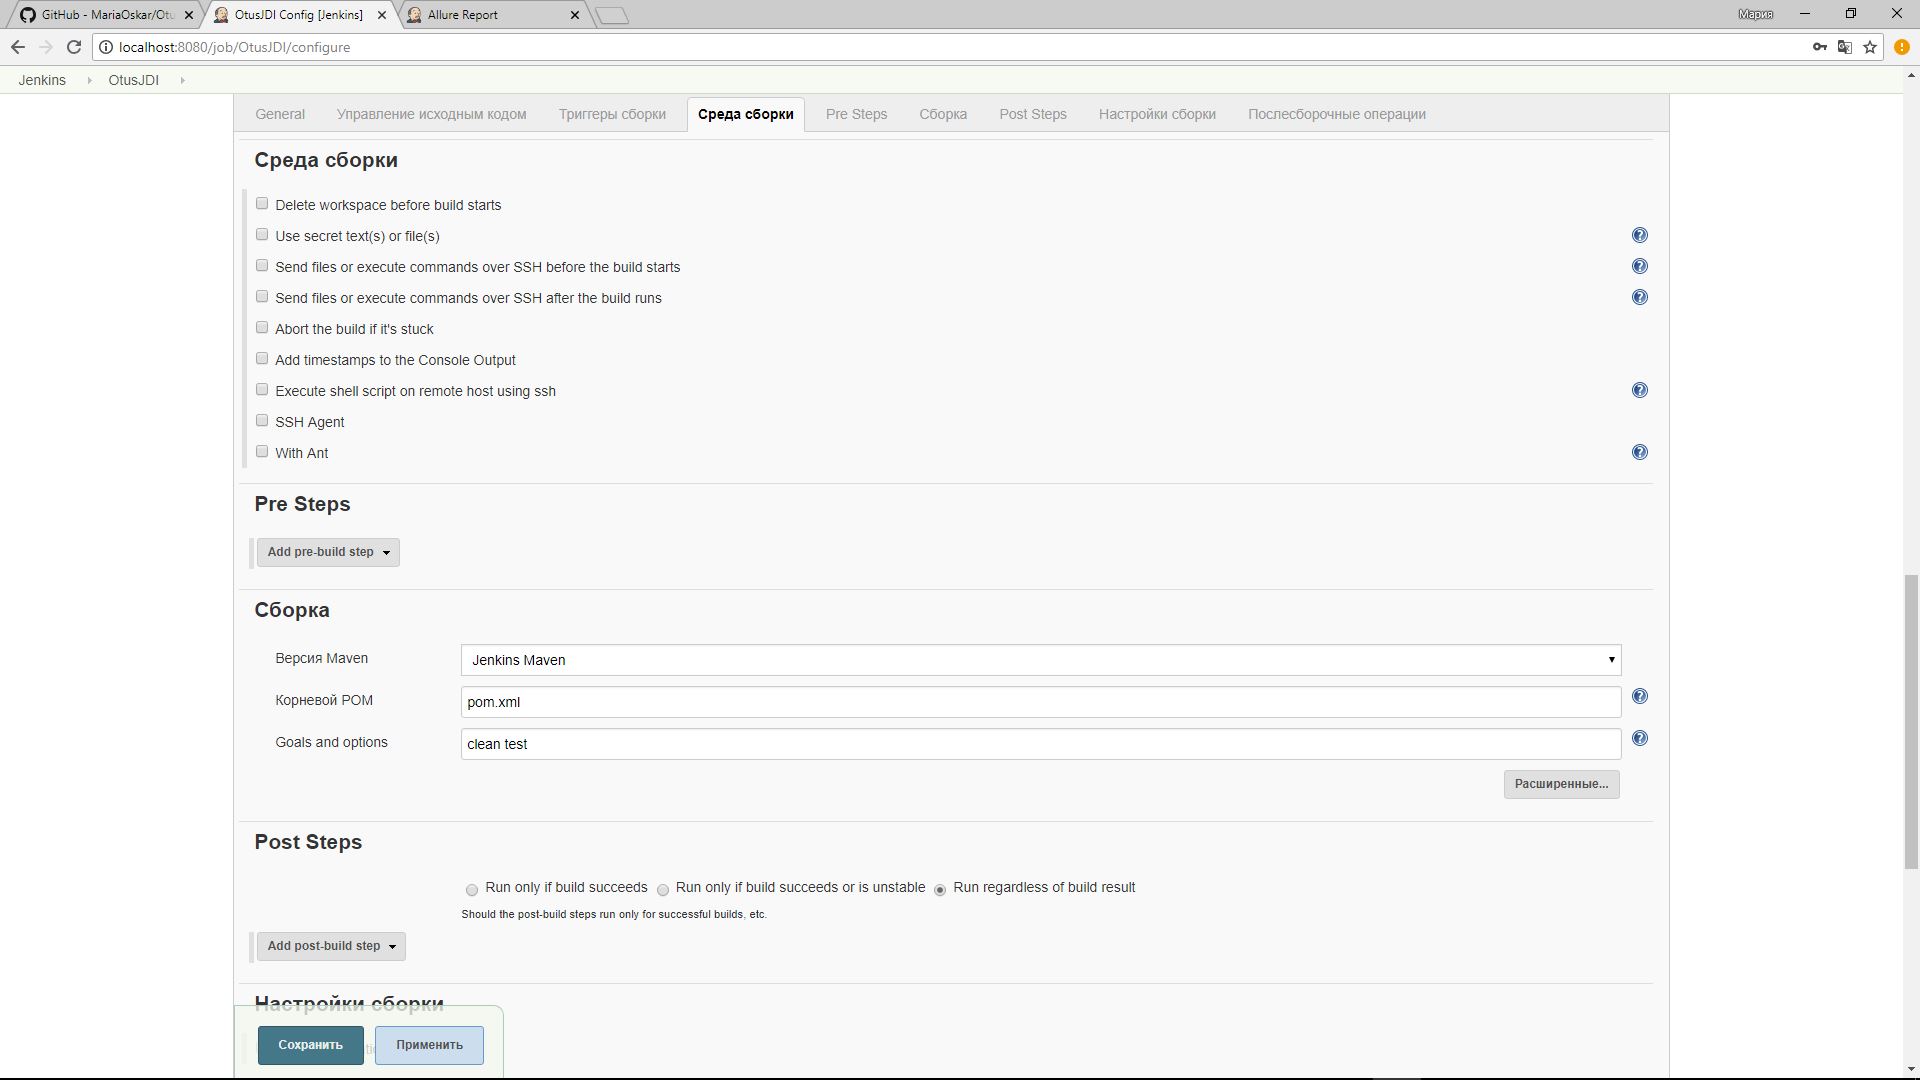 GitHub - MariaOskar/Otu
OtusJDI Config [Jenkins]
Allure Report
Мария
localhost:8080/job/OtusJDI/configure
Jenkins OtusJDI
General Управление исходным кодом Триггеры сборки Среда сборки Pre Steps Сборка Post Steps Настройки сборки Послесборочные операции
Среда сборки
Delete workspace before build starts
Use secret text(s) or file(s)
Send files or execute commands over SSH before the build starts
Send files or execute commands over SSH after the build runs
Abort the build if it's stuck
Add timestamps to the Console Output
Execute shell script on remote host using ssh
SSH Agent
With Ant
Pre Steps
Add pre-build step
Сборка
Версия Maven Jenkins Maven
Корневой POM pom.xml
Goals and options clean test
Расширенные...
Post Steps
Run only if build succeeds Run only if build succeeds or is unstable Run regardless of build result
Should the post-build steps run only for successful builds, etc.
Add post-build step
Настройки сборки
Сохранить Применить